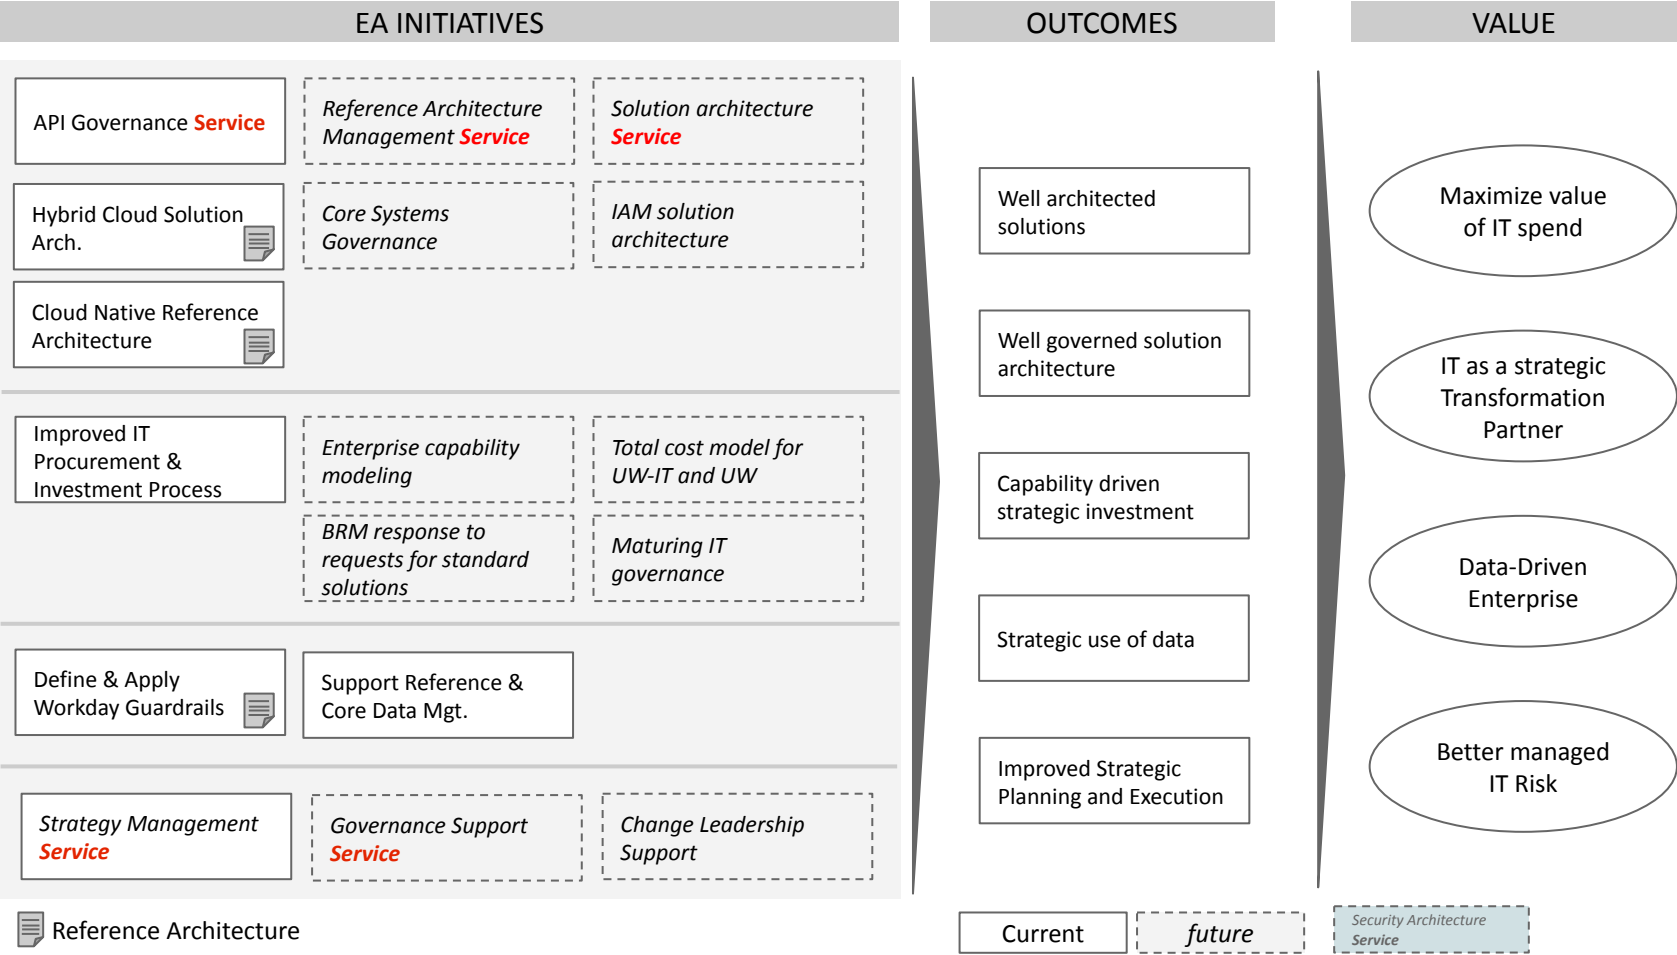 EA INITIATIVES
OUTCOMES
VALUE
API Governance Service
Reference Architecture
Management Service
Solution architecture
Service
Hybrid Cloud Solution
Arch.
Core Systems
Governance
IAM solution
architecture
Cloud Native Reference
Architecture
Improved IT
Procurement &
Investment Process
Enterprise capability
modeling
Total cost model for
UW-IT and UW
BRM response to
requests for standard
solutions
Maturing IT
governance
Define & Apply
Workday Guardrails
Support Reference &
Core Data Mgt.
Strategy Management
Service
Governance Support
Service
Change Leadership
Support
Well architected
solutions
Well governed solution
architecture
Capability driven
strategic investment
Strategic use of data
Improved Strategic
Planning and Execution
Maximize value
of IT spend
IT as a strategic
Transformation
Partner
Data-Driven
Enterprise
Better managed
IT Risk
Reference Architecture
Current
future
Security Architecture
Service